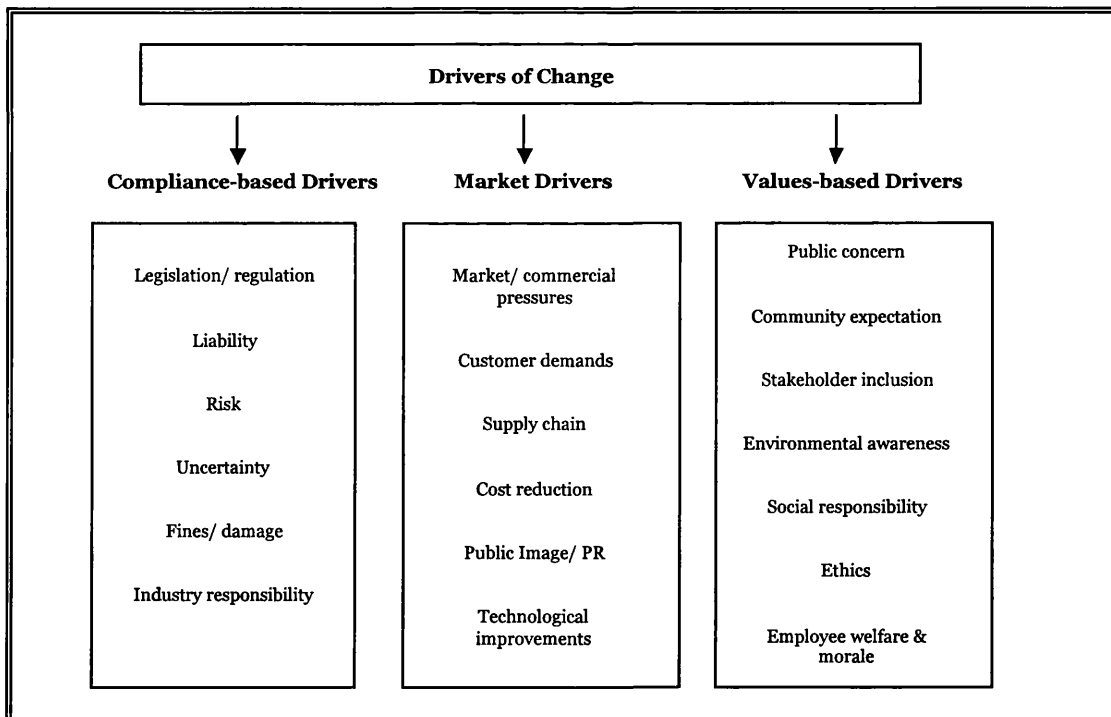 Drivers of Change
Compliance-based Drivers
Legislation/ regulation
Liability
Risk
Uncertainty
Fines/ damage
Industry responsibility
Market Drivers
Market/ commercial
pressures
Customer demands
Supply chain
Cost reduction
Public Image/ PR
Technological
improvements
Values-based Drivers
Public concern
Community expectation
Stakeholder inclusion
Environmental awareness
Social responsibility
Ethics
Employee welfare &
morale